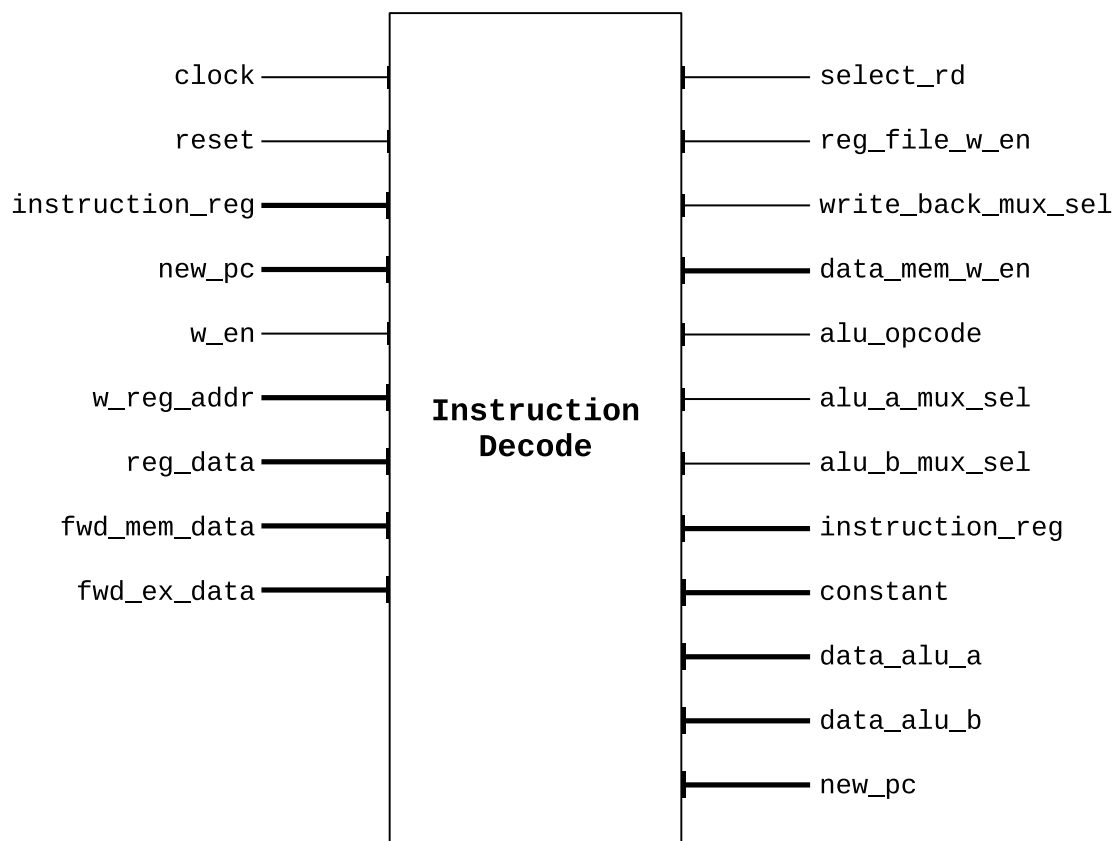 clock
reset
instruction_reg
new_pc
w_en
w_reg_addr
reg_data
fwd_mem_data
fwd_ex_data
Instruction
Decode
select_rd
reg_file_w_en
write_back_mux_sel
data_mem_w_en
alu_opcode
alu_a_mux_sel
alu_b_mux_sel
instruction_reg
constant
data_alu_a
data_alu_b
new_pc